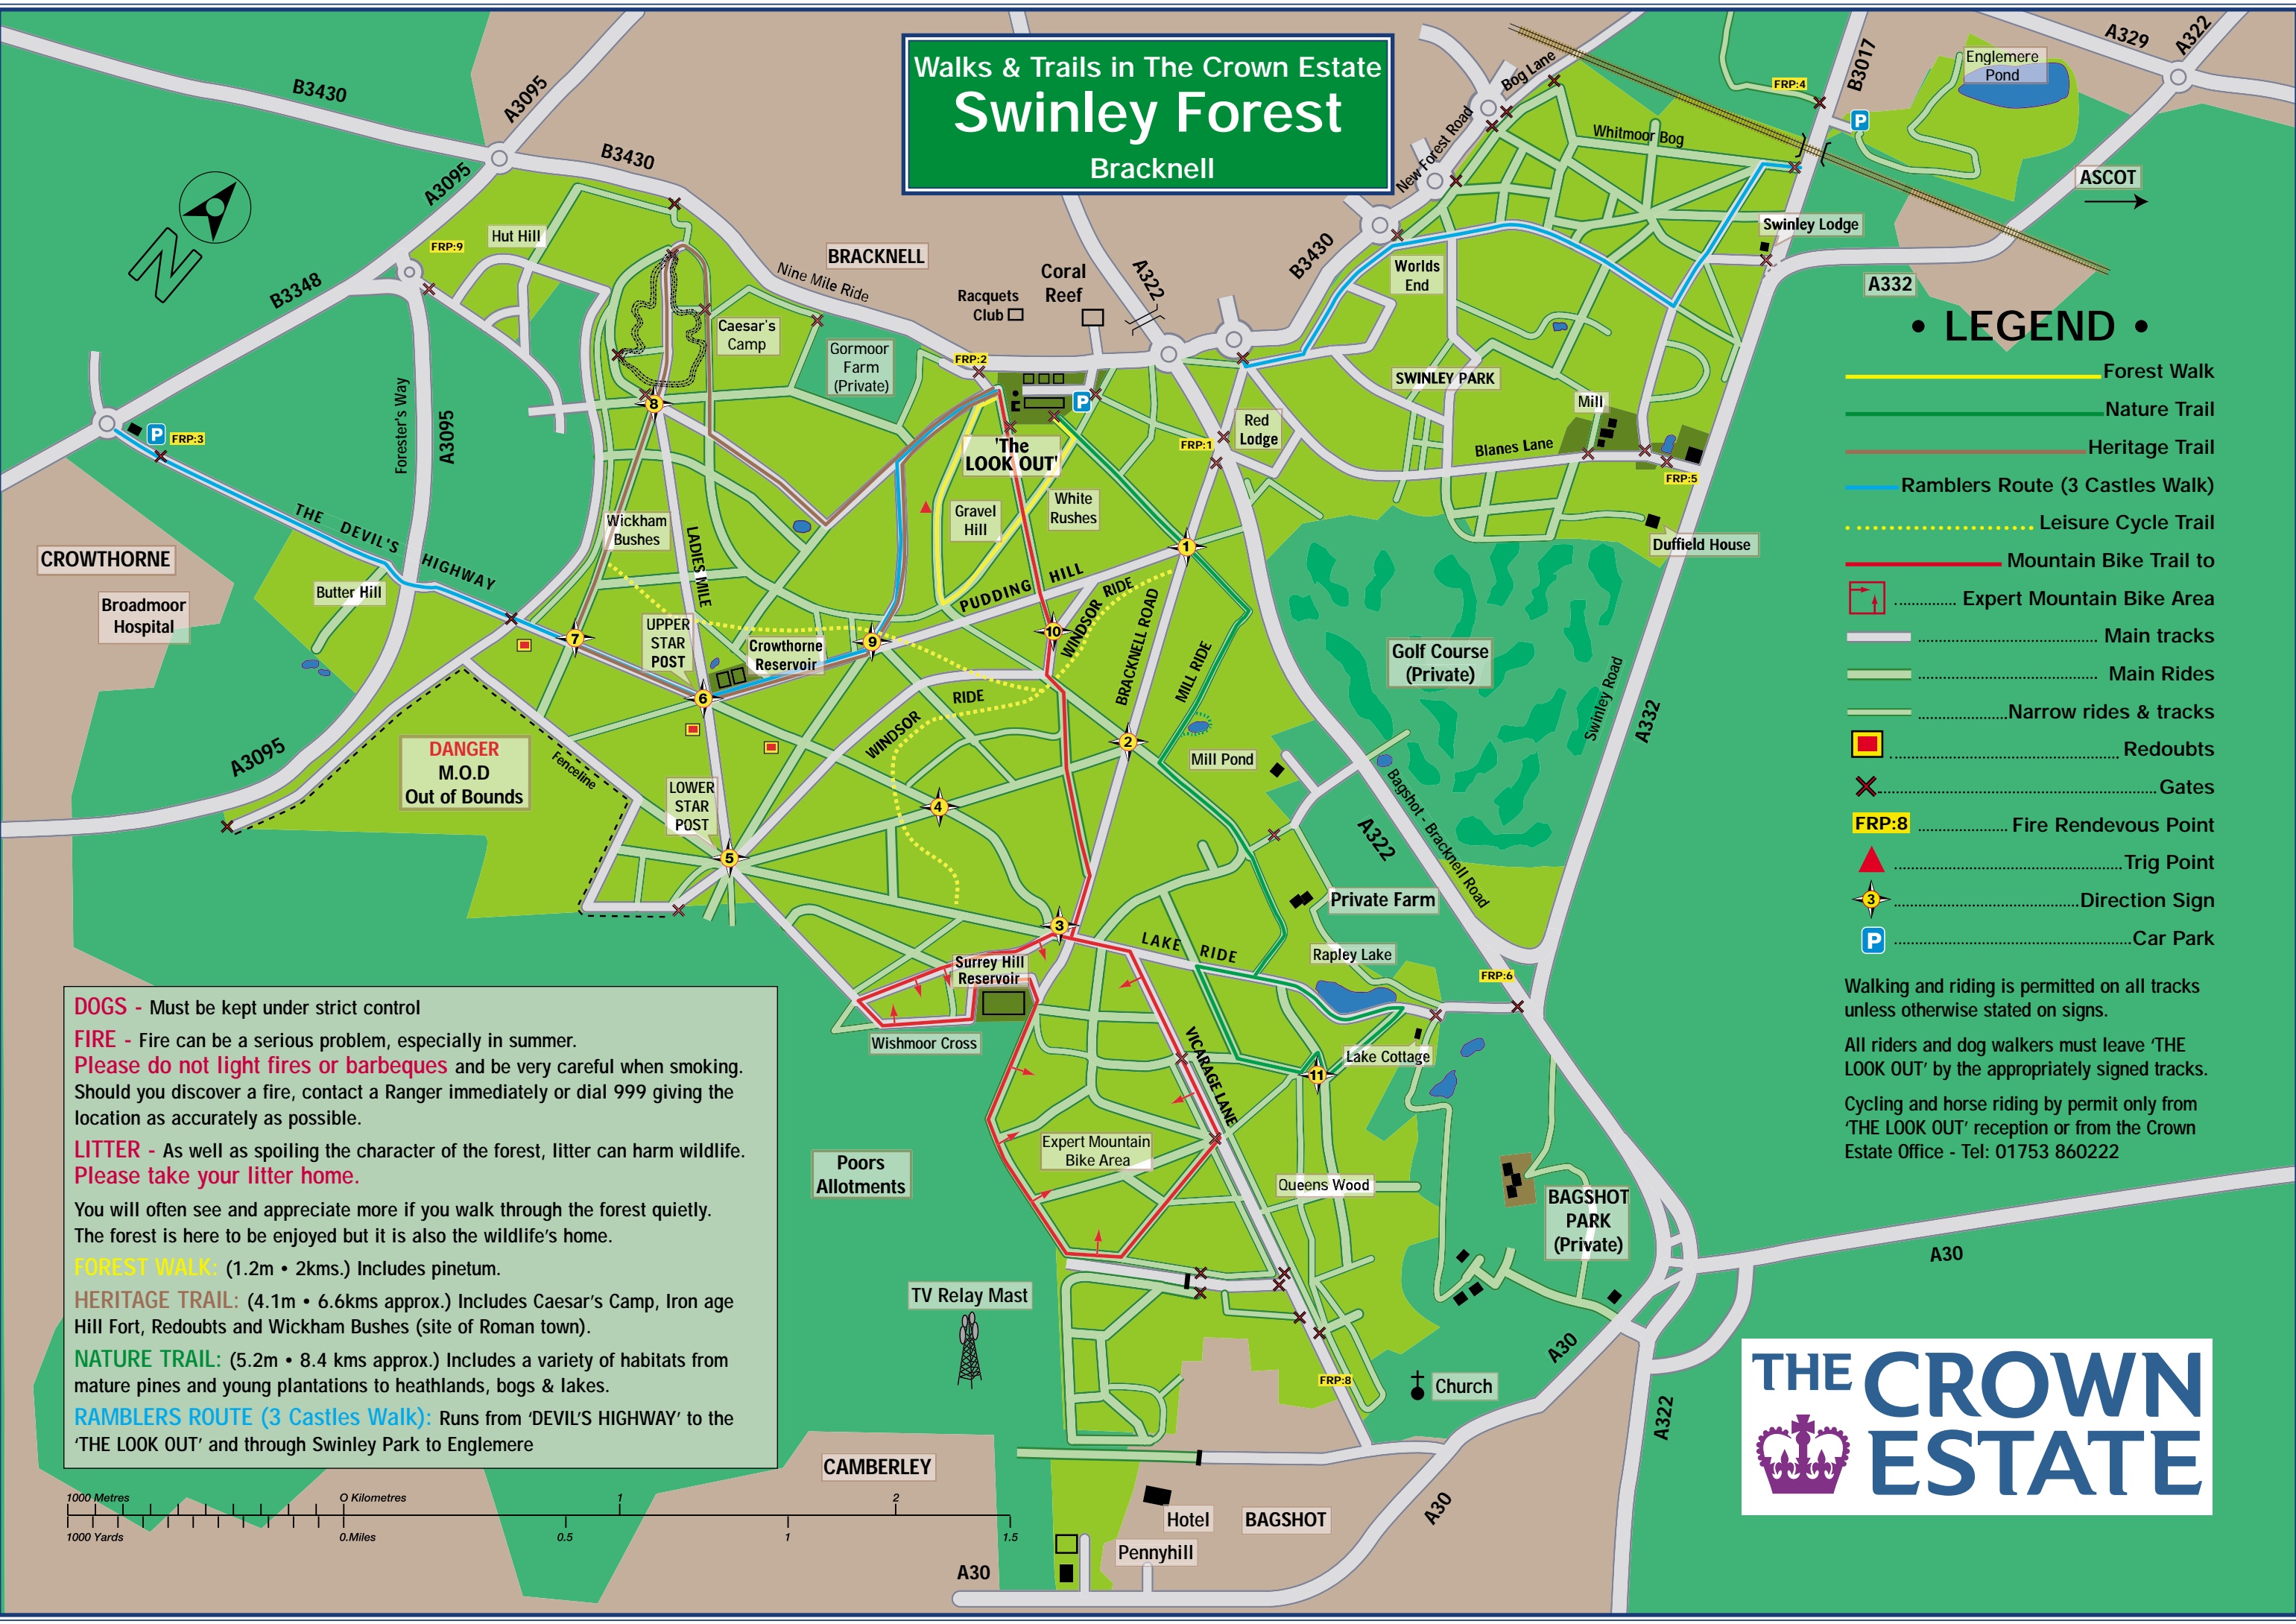 Walks & Trails in The Crown Estate
Swinley Forest
Bracknell
B3430
A3095
B3430
A3095
B3348
N
Hut Hill
FRP:9
BRACKNELL
Nine Mile Ride
Racquets
Club
Coral
Reef
A322
B3430
New Forest Road
Bog Lane
Whitmoor Bog
FRP:4
B3017
P
Englemere
Pond
A329
A322
ASCOT
A332
Swinley Lodge
Worlds
End
SWINLEY PARK
Mill
Blanes Lane
FRP:5
Duffield House
Red
Lodge
FRP:1
Caesar's
Camp
Gormoor
Farm
(Private)
FRP:2
P
'The
LOOK OUT'
White
Rushes
Gravel
Hill
8
P
FRP:3
Forester's Way
A3095
THE DEVIL'S HIGHWAY
CROWTHORNE
Broadmoor
Hospital
Butter Hill
Wickham
Bushes
LADIES MILE
PUDDING HILL
WINDSOR RIDE
BRACKNELL ROAD
MILL RIDE
1
10
7
UPPER
STAR
POST
Crowthorne
Reservoir
9
6
WINDSOR RIDE
2
Mill Pond
Golf Course
(Private)
Swinley Road
A332
A3095
DANGER
M.O.D
Out of Bounds
Fenceline
LOWER
STAR
POST
4
5
3
A322
Bagshot - Bracknell Road
Private Farm
LAKE RIDE
Rapley Lake
FRP:6
Surrey Hill
Reservoir
Wishmoor Cross
VICARAGE LANE
Lake Cottage
11
Expert Mountain
Bike Area
Poors
Allotments
Queens Wood
BAGSHOT
PARK
(Private)
TV Relay Mast
A30
A30
FRP:8
Church
A322
CAMBERLEY
Hotel
BAGSHOT
Pennyhill
A30
A30
• LEGEND •
Forest Walk
Nature Trail
Heritage Trail
Ramblers Route (3 Castles Walk)
Leisure Cycle Trail
Mountain Bike Trail to
Expert Mountain Bike Area
Main tracks
Main Rides
Narrow rides & tracks
Redoubts
Gates
FRP:8 Fire Rendevous Point
Trig Point
3 Direction Sign
P Car Park
Walking and riding is permitted on all tracks
unless otherwise stated on signs.
All riders and dog walkers must leave ‘THE
LOOK OUT’ by the appropriately signed tracks.
Cycling and horse riding by permit only from
‘THE LOOK OUT’ reception or from the Crown
Estate Office - Tel: 01753 860222
DOGS - Must be kept under strict control
FIRE - Fire can be a serious problem, especially in summer.
Please do not light fires or barbeques and be very careful when smoking.
Should you discover a fire, contact a Ranger immediately or dial 999 giving the
location as accurately as possible.
LITTER - As well as spoiling the character of the forest, litter can harm wildlife.
Please take your litter home.
You will often see and appreciate more if you walk through the forest quietly.
The forest is here to be enjoyed but it is also the wildlife’s home.
FOREST WALK: (1.2m • 2kms.) Includes pinetum.
HERITAGE TRAIL: (4.1m • 6.6kms approx.) Includes Caesar’s Camp, Iron age
Hill Fort, Redoubts and Wickham Bushes (site of Roman town).
NATURE TRAIL: (5.2m • 8.4 kms approx.) Includes a variety of habitats from
mature pines and young plantations to heathlands, bogs & lakes.
RAMBLERS ROUTE (3 Castles Walk): Runs from ‘DEVIL’S HIGHWAY’ to the
‘THE LOOK OUT’ and through Swinley Park to Englemere
1000 Metres O Kilometres 1 2
1000 Yards 0.Miles 0.5 1 1.5
THE CROWN
ESTATE